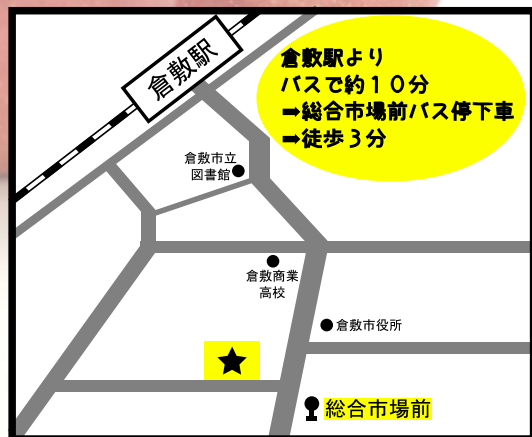 倉敷駅
倉敷駅より
バスで約１０分
➡総合市場前バス停下車
➡徒歩３分
倉敷市立
図書館
倉敷商業
高校
倉敷市役所
総合市場前